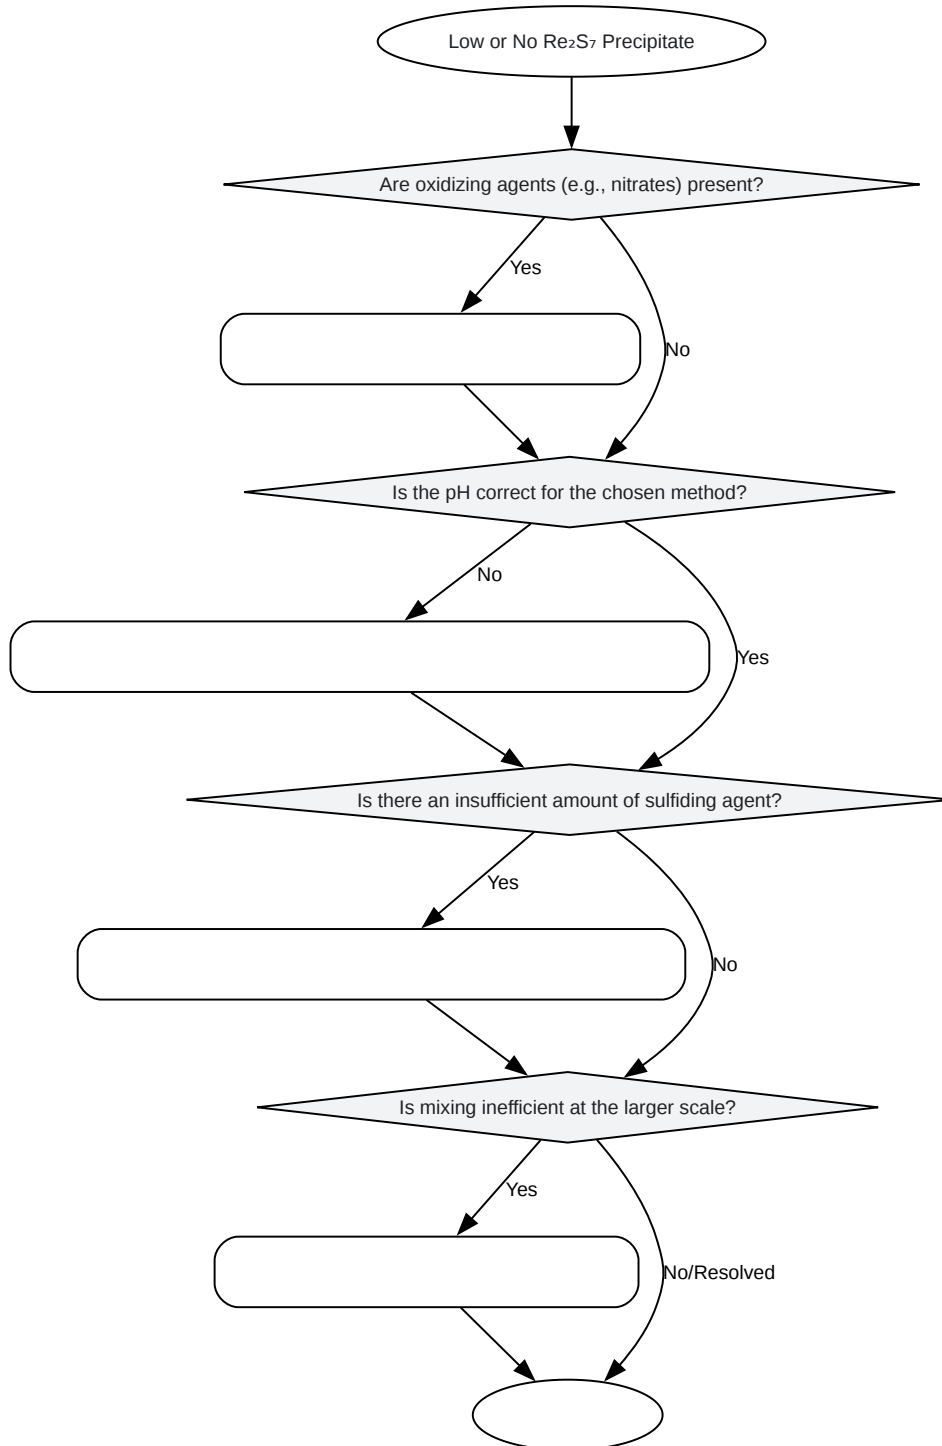 Low or No Re₂S₇ Precipitate
Are oxidizing agents (e.g., nitrates) present?
Yes
No
Is the pH correct for the chosen method?
No
Yes
Is there an insufficient amount of sulfiding agent?
Yes
No
Is mixing inefficient at the larger scale?
Yes
No/Resolved